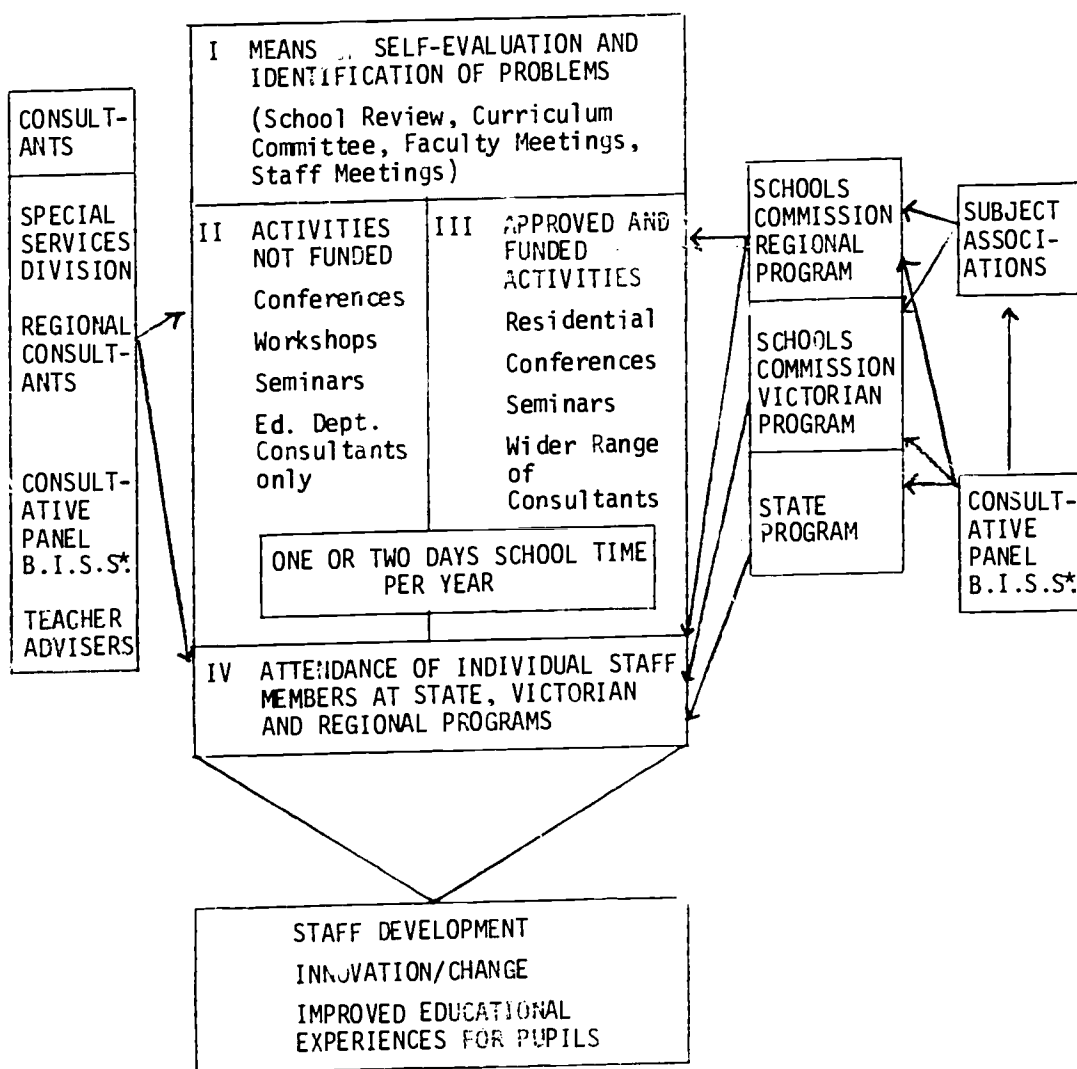 I MEANS SELF-EVALUATION AND
IDENTIFICATION OF PROBLEMS
(School Review, Curriculum
Committee, Faculty Meetings,
Staff Meetings)
CONSULT-
ANTS
SPECIAL
SERVICES
DIVISION
REGIONAL
CONSULT-
ANTS
CONSULT-
ATIVE
PANEL
B.I.S.S*.
TEACHER
ADVISERS
II ACTIVITIES
NOT FUNDED
Conferences
Workshops
Seminars
Ed. Dept.
Consultants
only
III APPROVED AND
FUNDED
ACTIVITIES
Residential
Conferences
Seminars
Wider Range
of
Consultants
ONE OR TWO DAYS SCHOOL TIME
PER YEAR
IV ATTENDANCE OF INDIVIDUAL STAFF
MEMBERS AT STATE, VICTORIAN
AND REGIONAL PROGRAMS
SCHOOLS
COMMISSION
REGIONAL
PROGRAM
SCHOOLS
COMMISSION
VICTORIAN
PROGRAM
STATE
PROGRAM
SUBJECT
ASSOCI-
ATIONS
CONSULT-
ATIVE
PANEL
B.I.S.S*.
STAFF DEVELOPMENT
INNOVATION/CHANGE
IMPROVED EDUCATIONAL
EXPERIENCES FOR PUPILS